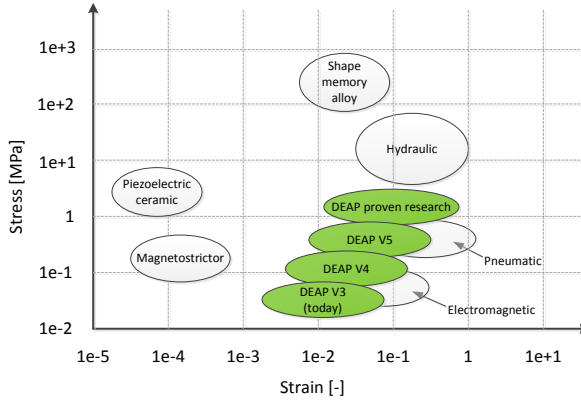 1e+3
Shape
memory
alloy
1e+2
Hydraulic
1e+1
Piezoelectric
ceramic
DEAP proven research
1
DEAP V5
Magnetostrictor
Pneumatic
DEAP V4
1e-1
DEAP V3
(today)
Electromagnetic
1e-2
Stress [MPa]
1e-5 1e-4 1e-3 1e-2 1e-1 1 1e+1
Strain [-]